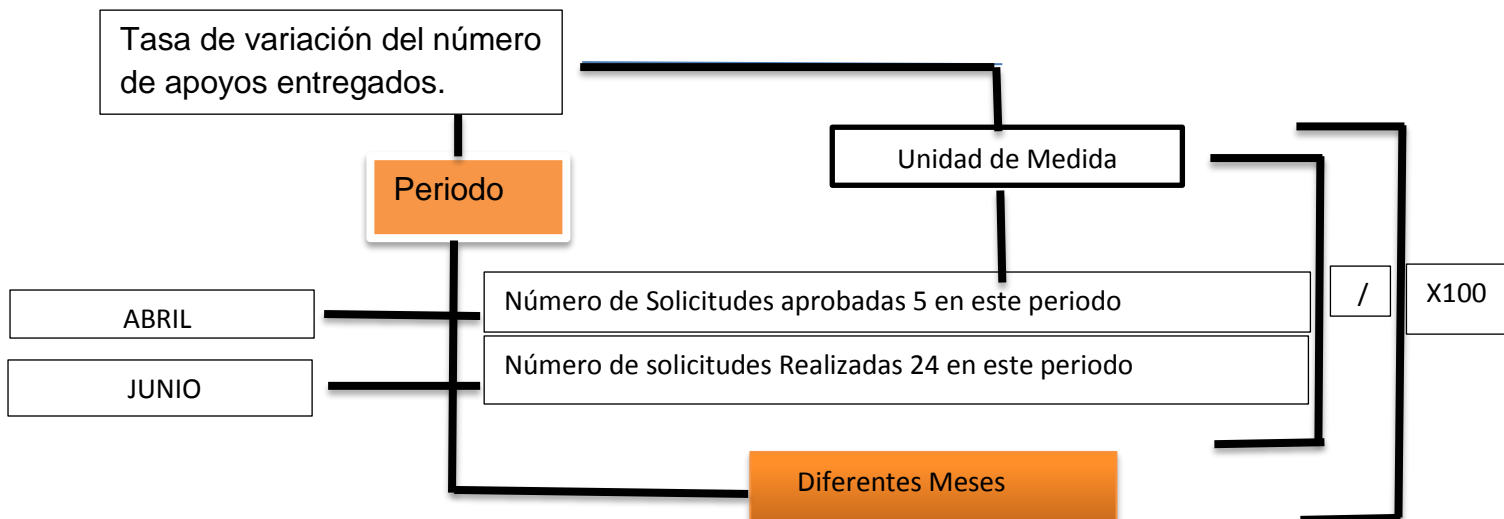 Tasa de variación del número
de apoyos entregados.
Unidad de Medida
Periodo
ABRIL
Número de Solicitudes aprobadas 5 en este periodo
/
X100
JUNIO
Número de solicitudes Realizadas 24 en este periodo
Diferentes Meses